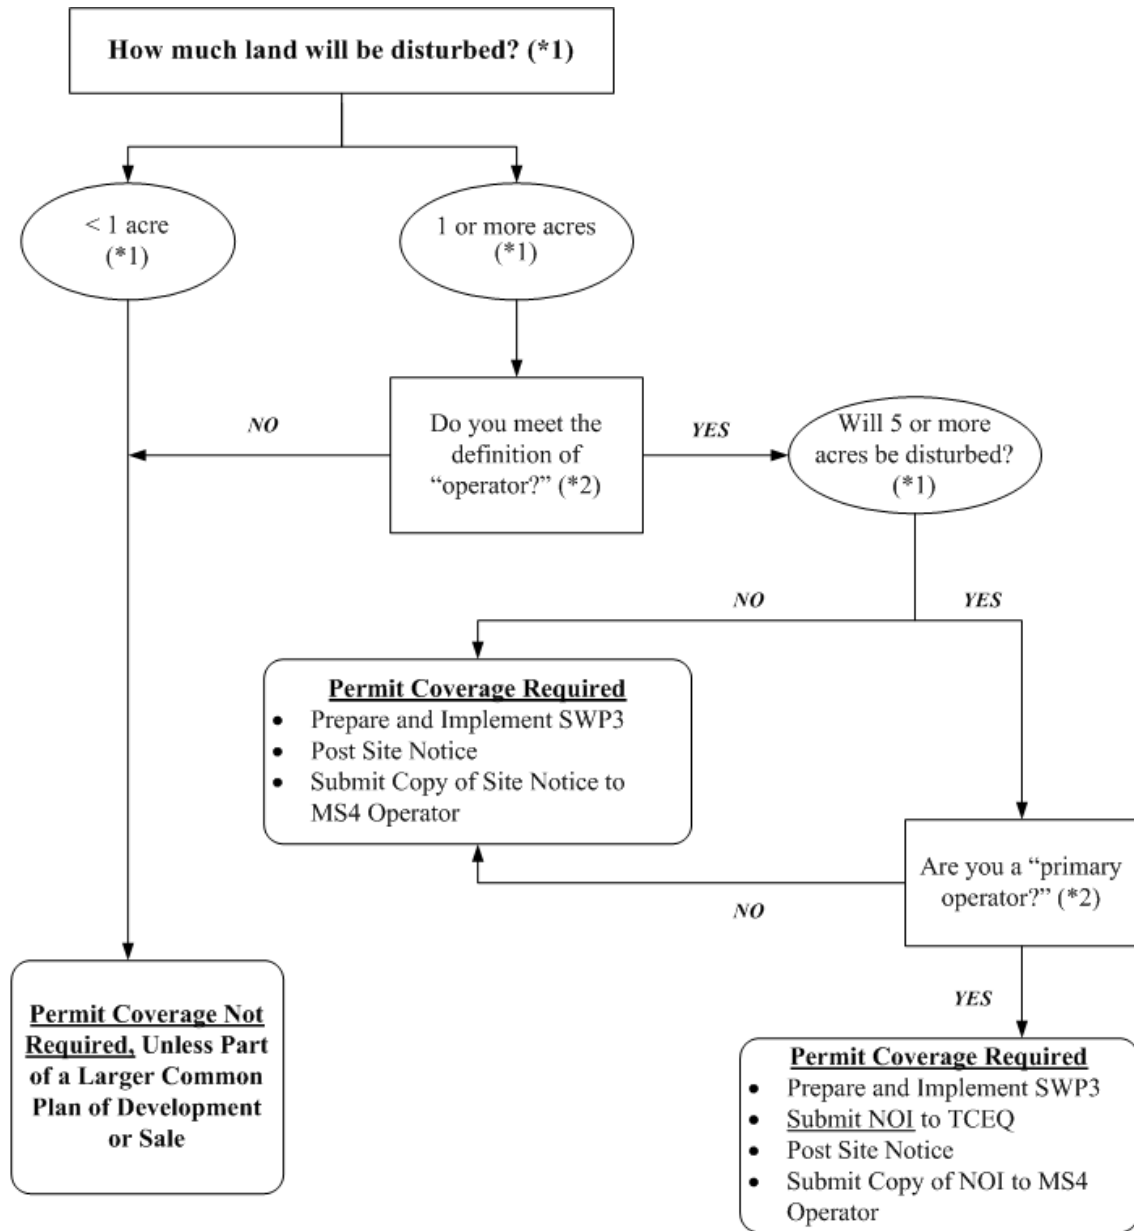 How much land will be disturbed? (*1)
< 1 acre
(*1)
1 or more acres
(*1)
Do you meet the
definition of
“operator?” (*2)
NO
YES
Will 5 or more
acres be disturbed?
(*1)
NO
YES
Permit Coverage Required
• Prepare and Implement SWP3
• Post Site Notice
• Submit Copy of Site Notice to
MS4 Operator
Are you a “primary
operator?” (*2)
NO
YES
Permit Coverage Not
Required, Unless Part
of a Larger Common
Plan of Development
or Sale
Permit Coverage Required
• Prepare and Implement SWP3
• Submit NOI to TCEQ
• Post Site Notice
• Submit Copy of NOI to MS4
Operator